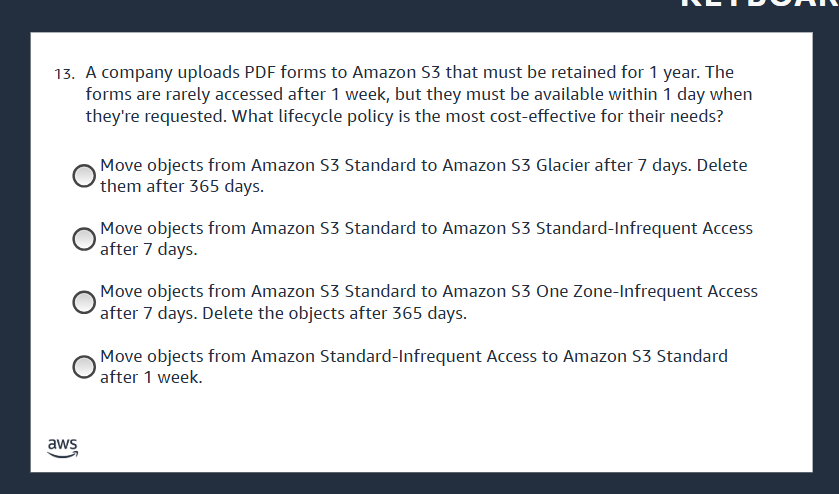 13. A company uploads PDF forms to Amazon S3 that must be retained for 1 year. The
forms are rarely accessed after 1 week, but they must be available within 1 day when
they're requested. What lifecycle policy is the most cost-effective for their needs?
Move objects from Amazon S3 Standard to Amazon S3 Glacier after 7 days. Delete
them after 365 days.
Move objects from Amazon S3 Standard to Amazon S3 Standard-Infrequent Access
after 7 days.
Move objects from Amazon S3 Standard to Amazon S3 One Zone-Infrequent Access
after 7 days. Delete the objects after 365 days.
Move objects from Amazon Standard-Infrequent Access to Amazon S3 Standard
after 1 week.
aws